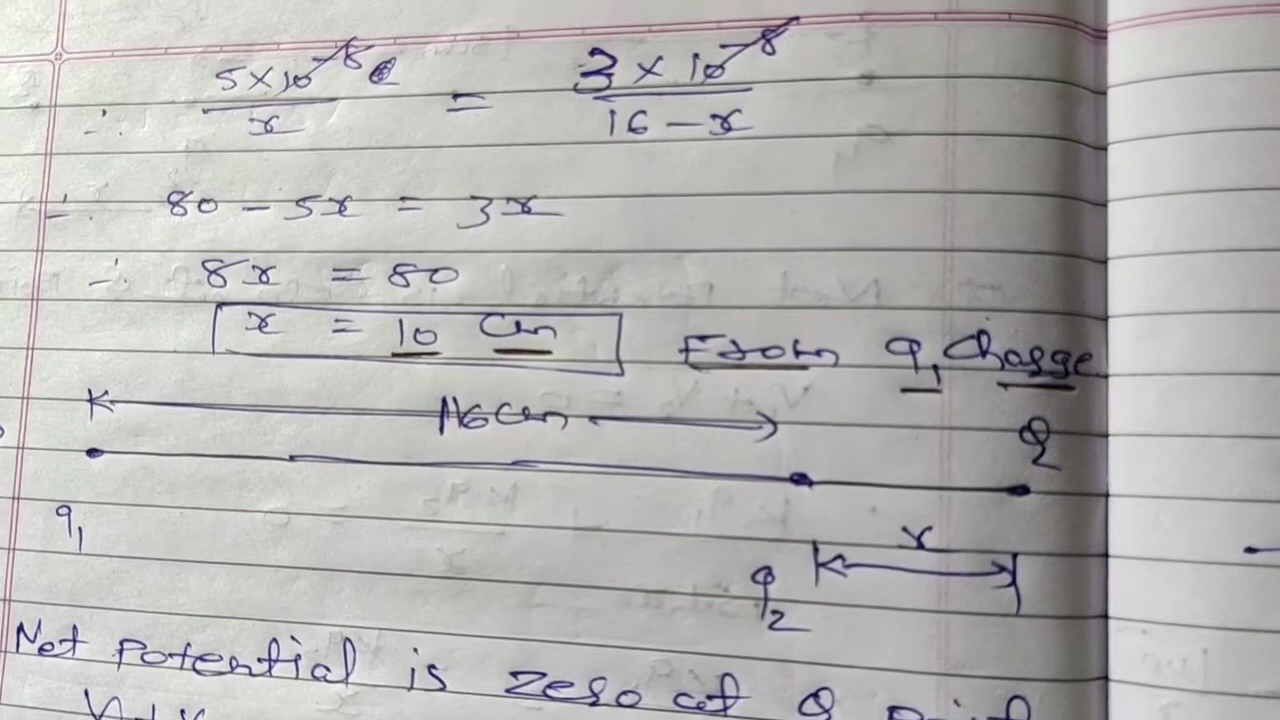 ∴ 5×10⁻⁸ / x = 3×10⁻⁸ / 16-x
∴ 80 - 5x = 3x
∴ 8x = 80
x = 10 cm From q₁ charge
16 cm
Q
q₁
x
q₂
Net potential is zero at Q